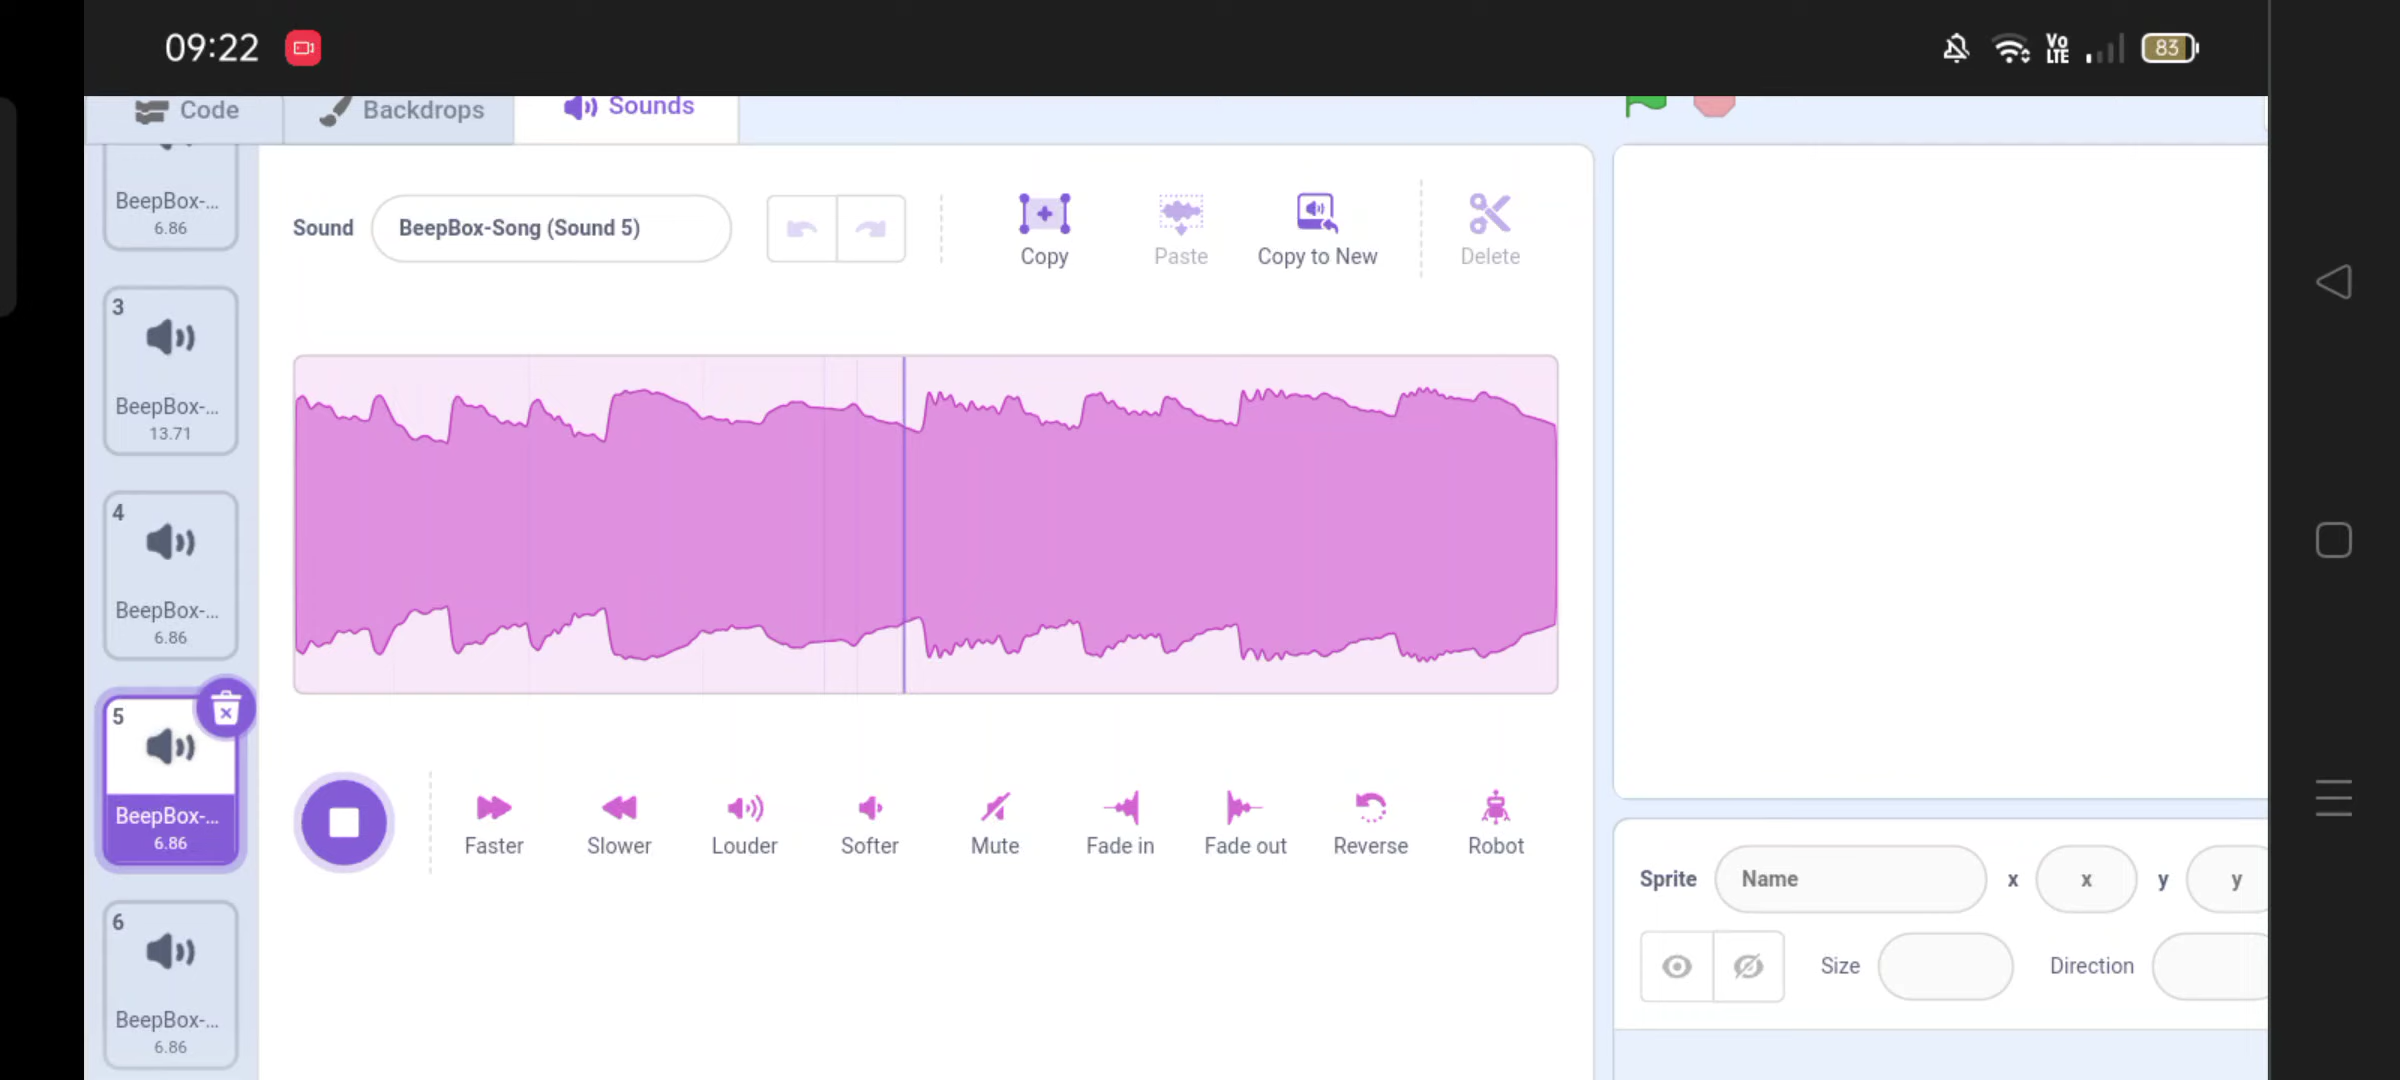 09:22
Vo LTE
83
Code
Backdrops
Sounds
BeepBox-...
6.86
3
BeepBox-...
13.71
4
BeepBox-...
6.86
5
BeepBox-...
6.86
6
BeepBox-...
6.86
Sound
BeepBox-Song (Sound 5)
Copy
Paste
Copy to New
Delete
Faster
Slower
Louder
Softer
Mute
Fade in
Fade out
Reverse
Robot
Sprite
Name
x
x
y
y
Size
Direction